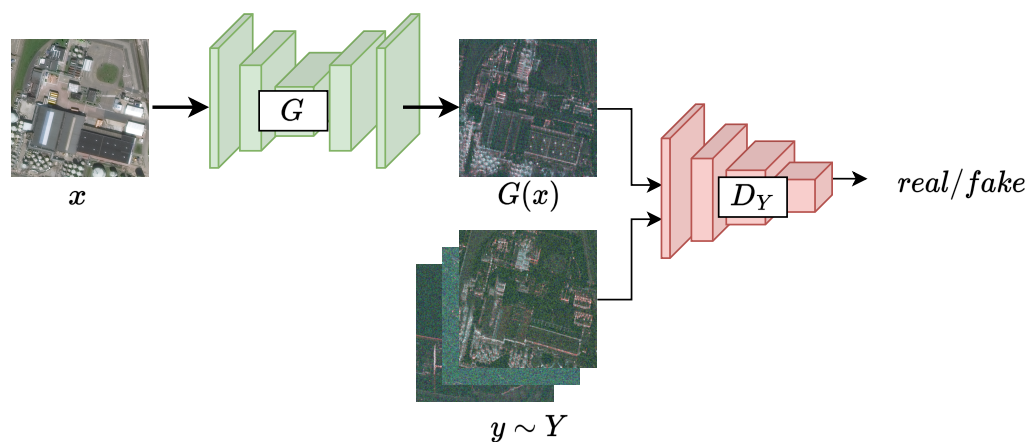 x
G
G(x)
D_Y
real/fake
y ∼ Y